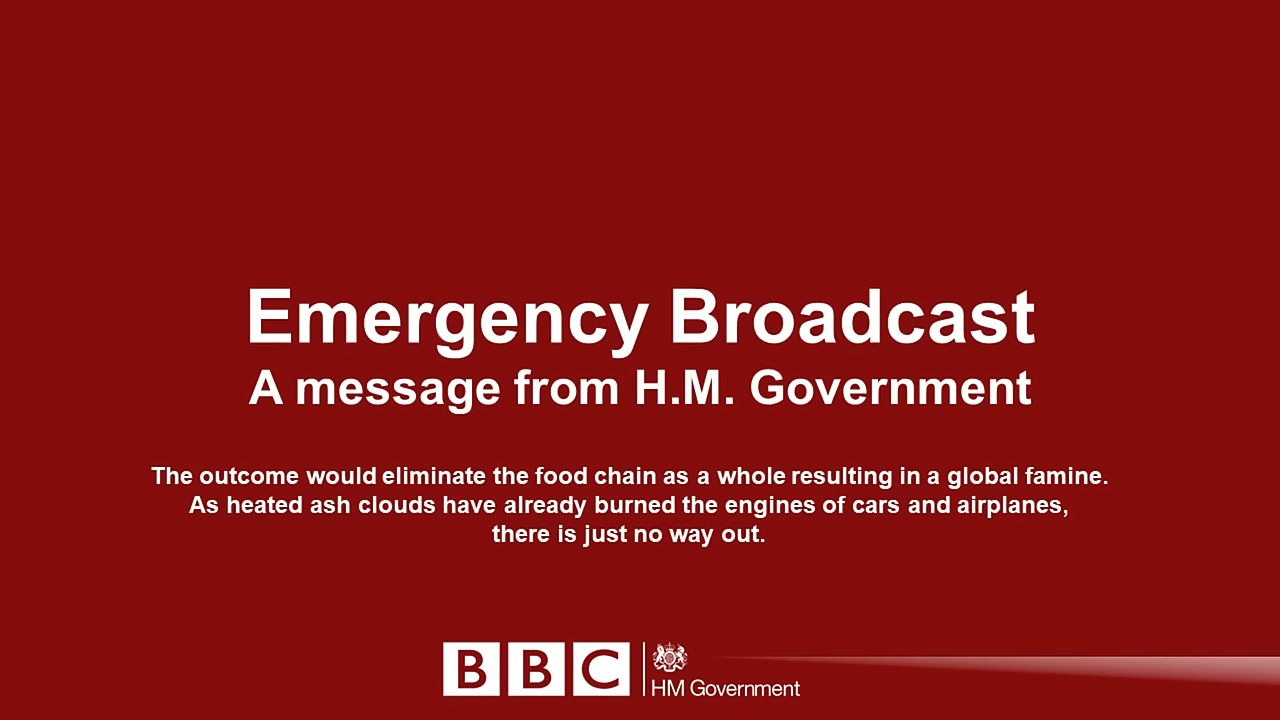 Emergency Broadcast
A message from H.M. Government
The outcome would eliminate the food chain as a whole resulting in a global famine.
As heated ash clouds have already burned the engines of cars and airplanes,
there is just no way out.
BBC
HM Government